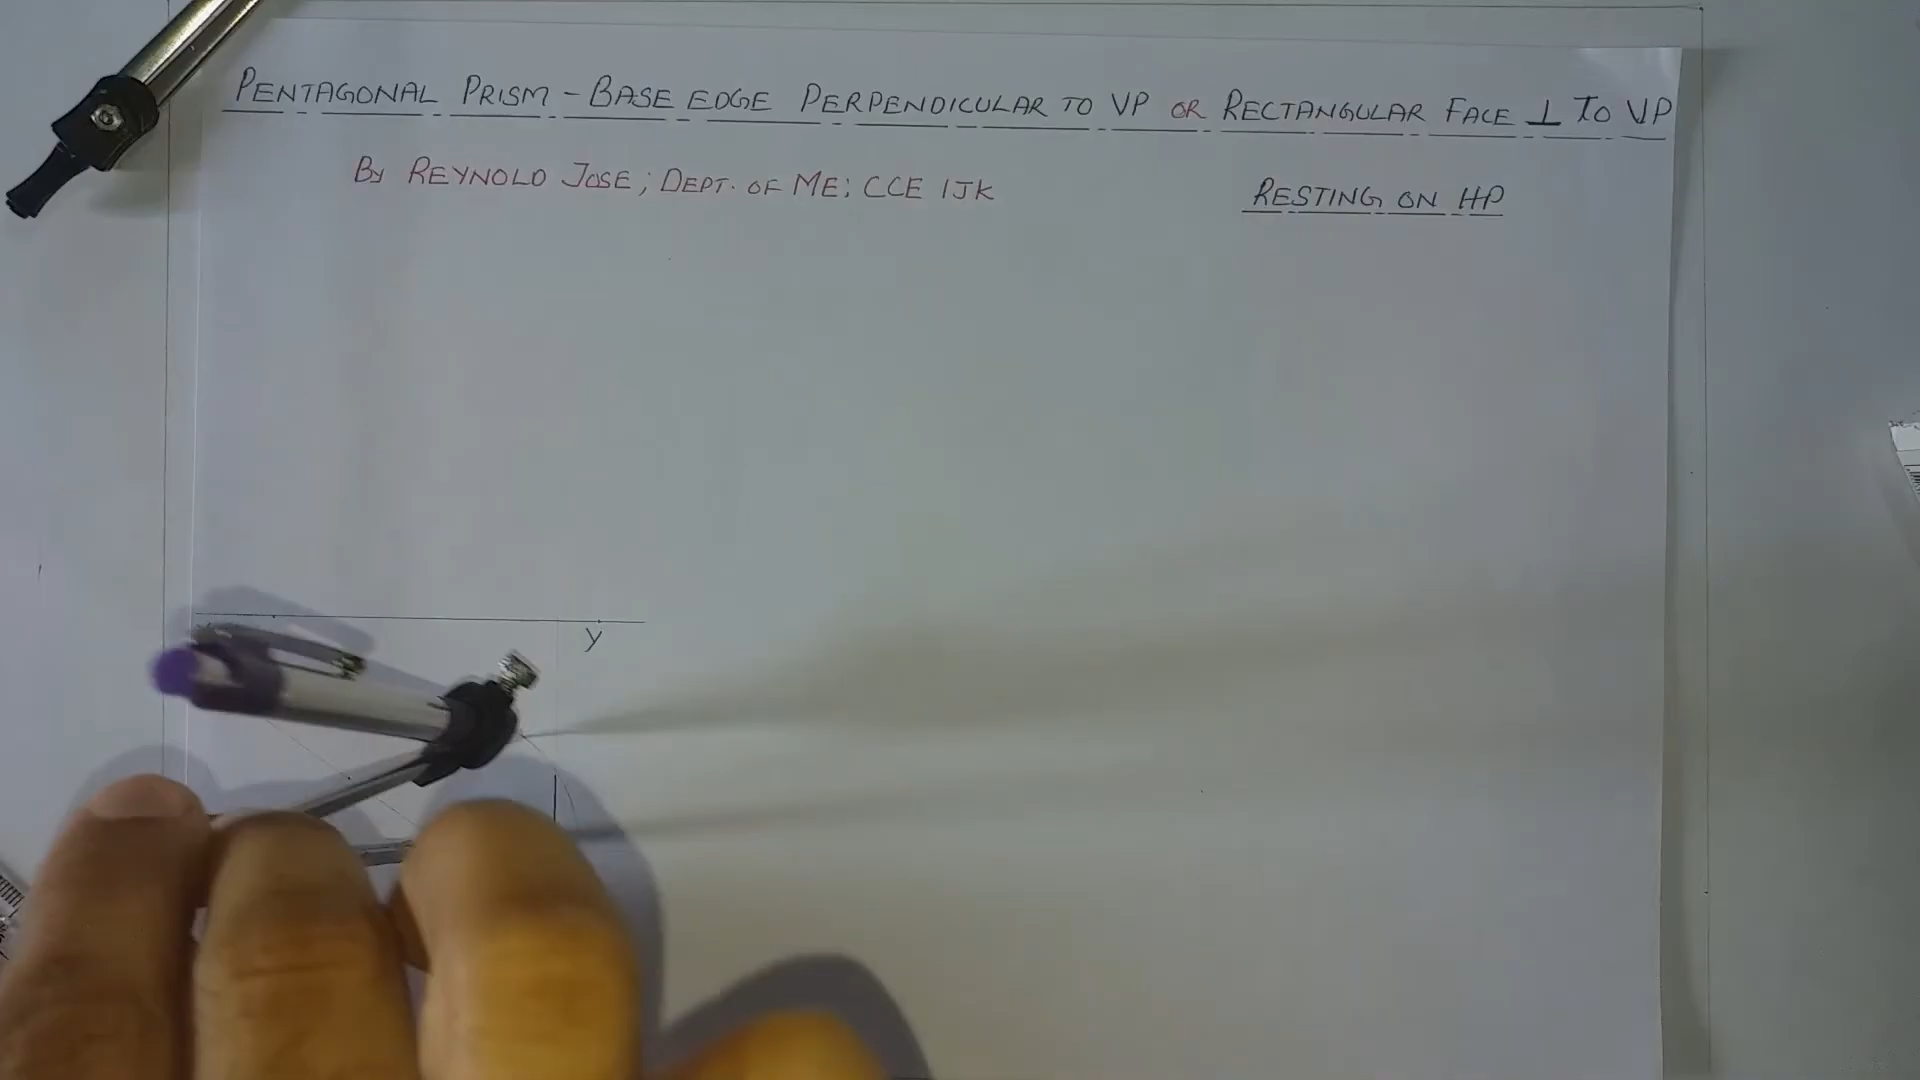 PENTAGONAL PRISM - BASE EDGE PERPENDICULAR TO VP OR RECTANGULAR FACE ⊥ TO VP
By REYNOLD JOSE; DEPT. OF ME; CCE IJK
RESTING ON HP
y